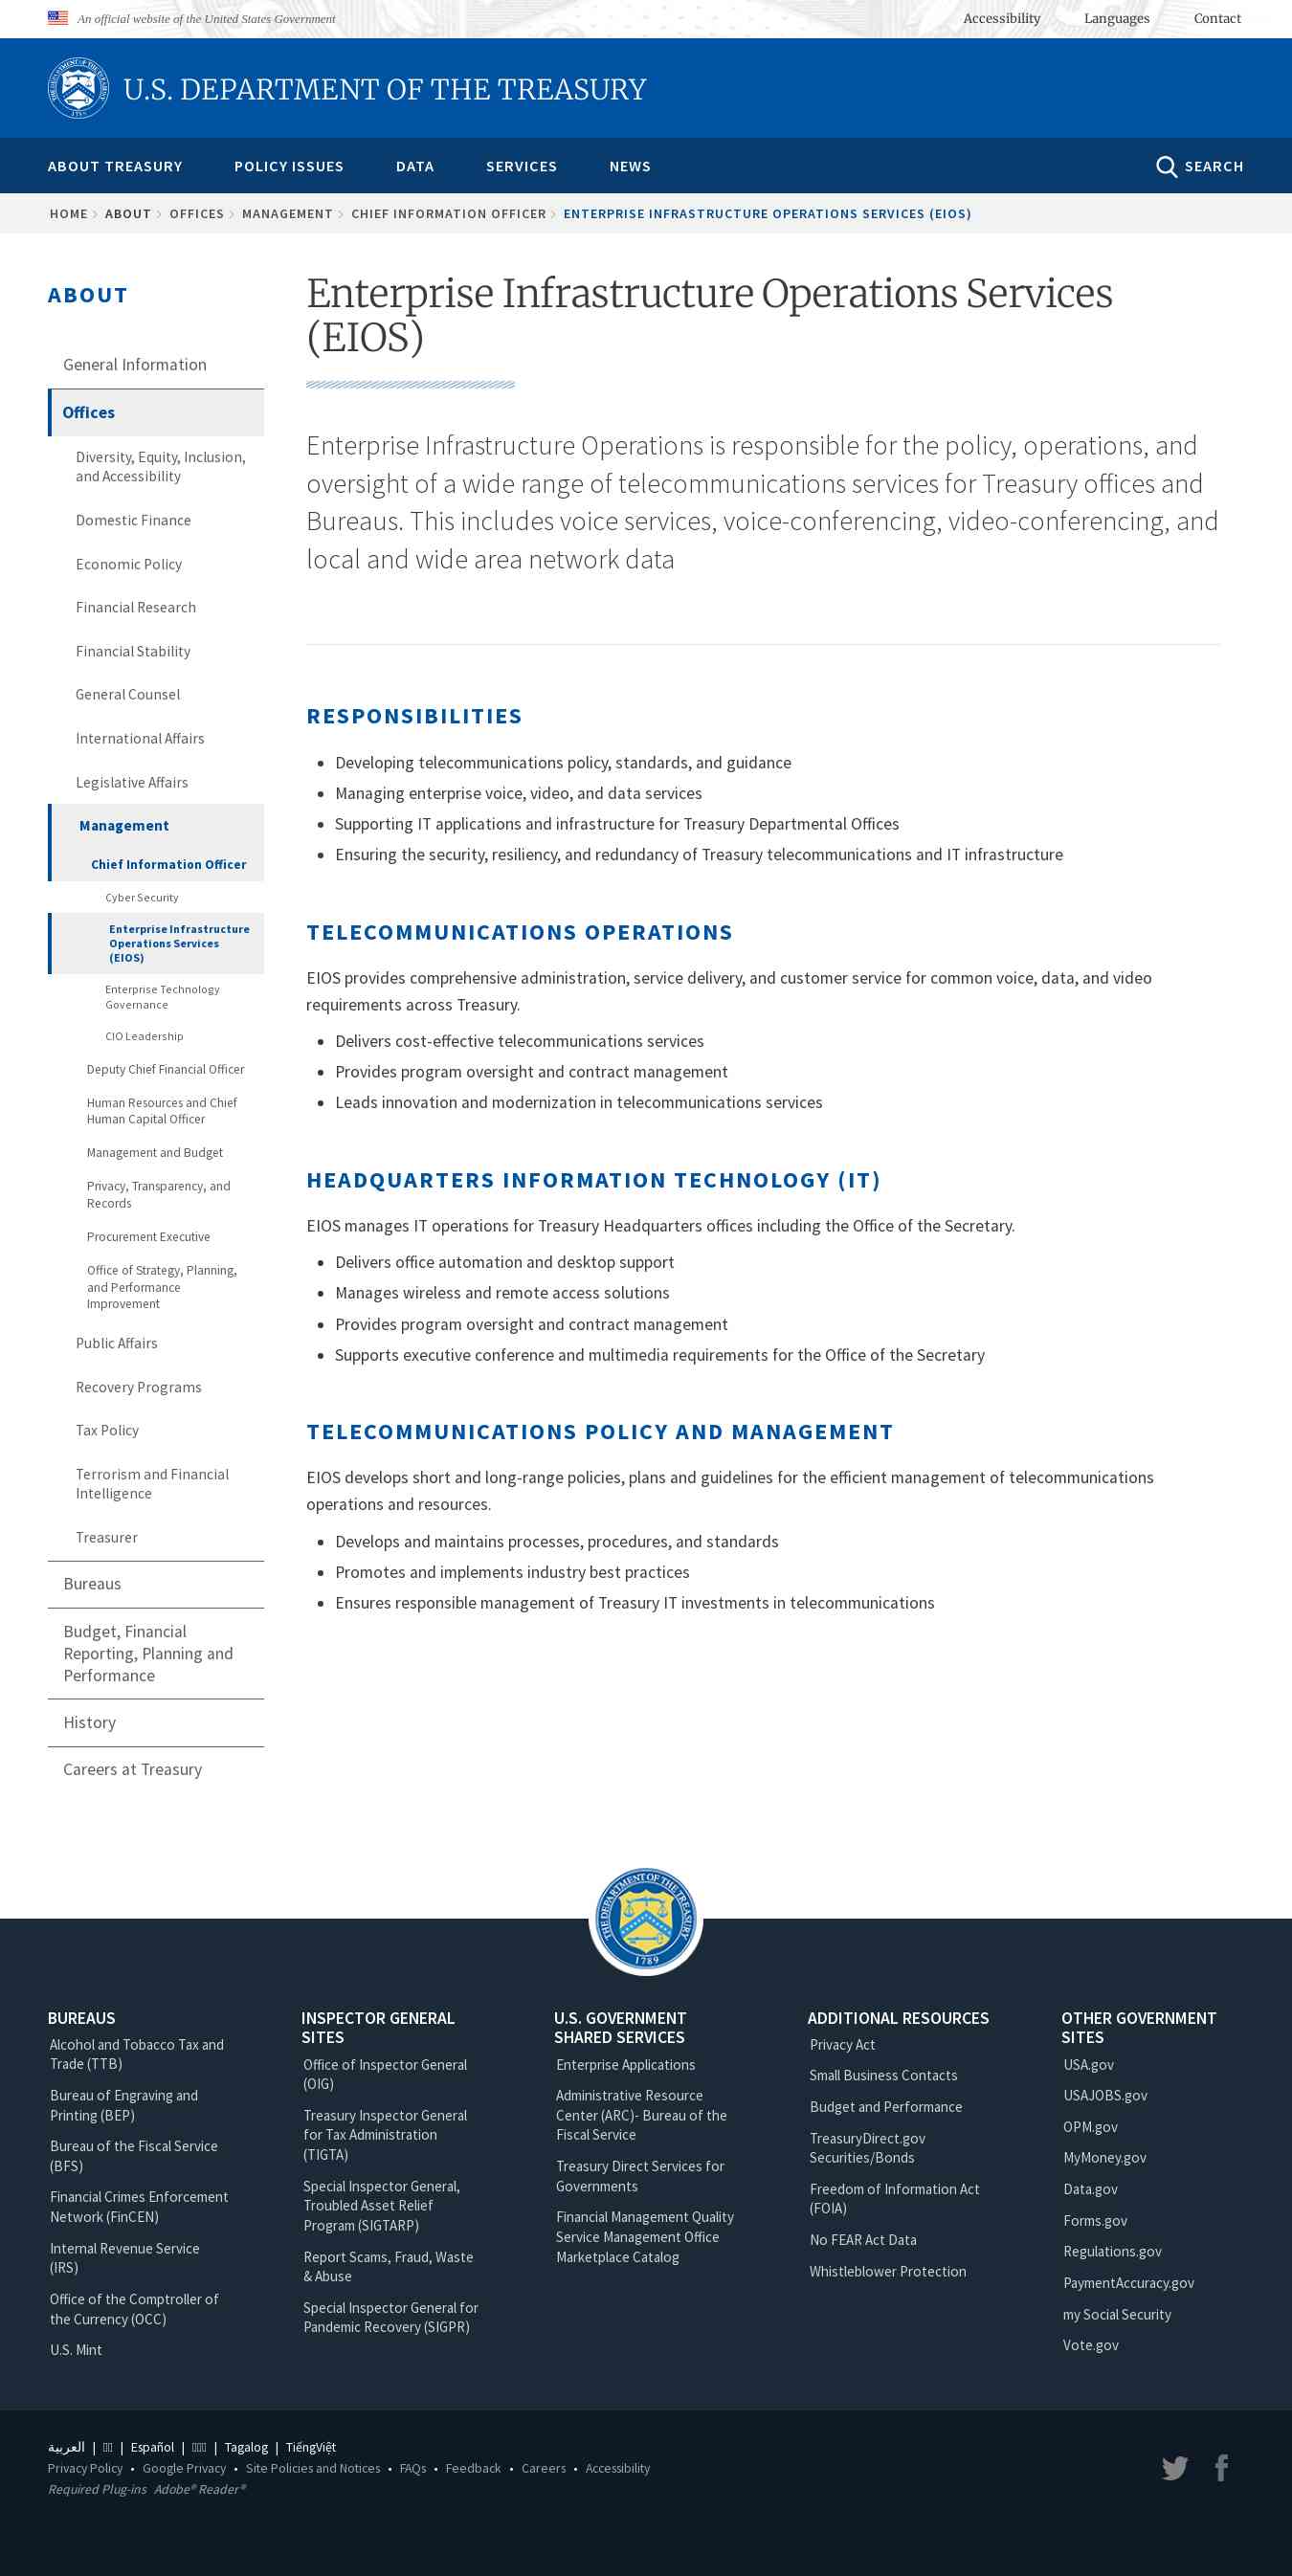 An official website of the United States Government
Accessibility
Languages
Contact
U.S. DEPARTMENT OF THE TREASURY
ABOUT TREASURY
POLICY ISSUES
DATA
SERVICES
NEWS
SEARCH
HOME
ABOUT
OFFICES
MANAGEMENT
CHIEF INFORMATION OFFICER
ENTERPRISE INFRASTRUCTURE OPERATIONS SERVICES (EIOS)
ABOUT
General Information
Offices
Diversity, Equity, Inclusion,
and Accessibility
Domestic Finance
Economic Policy
Financial Research
Financial Stability
General Counsel
International Affairs
Legislative Affairs
Management
Chief Information Officer
Cyber Security
Enterprise Infrastructure
Operations Services
(EIOS)
Enterprise Technology
Governance
CIO Leadership
Deputy Chief Financial Officer
Human Resources and Chief
Human Capital Officer
Management and Budget
Privacy, Transparency, and
Records
Procurement Executive
Office of Strategy, Planning,
and Performance
Improvement
Public Affairs
Recovery Programs
Tax Policy
Terrorism and Financial
Intelligence
Treasurer
Bureaus
Budget, Financial
Reporting, Planning and
Performance
History
Careers at Treasury
Enterprise Infrastructure Operations Services
(EIOS)
Enterprise Infrastructure Operations is responsible for the policy, operations, and
oversight of a wide range of telecommunications services for Treasury offices and
Bureaus. This includes voice services, voice-conferencing, video-conferencing, and
local and wide area network data
RESPONSIBILITIES
Developing telecommunications policy, standards, and guidance
Managing enterprise voice, video, and data services
Supporting IT applications and infrastructure for Treasury Departmental Offices
Ensuring the security, resiliency, and redundancy of Treasury telecommunications and IT infrastructure
TELECOMMUNICATIONS OPERATIONS
EIOS provides comprehensive administration, service delivery, and customer service for common voice, data, and video
requirements across Treasury.
Delivers cost-effective telecommunications services
Provides program oversight and contract management
Leads innovation and modernization in telecommunications services
HEADQUARTERS INFORMATION TECHNOLOGY (IT)
EIOS manages IT operations for Treasury Headquarters offices including the Office of the Secretary.
Delivers office automation and desktop support
Manages wireless and remote access solutions
Provides program oversight and contract management
Supports executive conference and multimedia requirements for the Office of the Secretary
TELECOMMUNICATIONS POLICY AND MANAGEMENT
EIOS develops short and long-range policies, plans and guidelines for the efficient management of telecommunications
operations and resources.
Develops and maintains processes, procedures, and standards
Promotes and implements industry best practices
Ensures responsible management of Treasury IT investments in telecommunications
THE DEPARTMENT OF THE TREASURY
1789
BUREAUS
Alcohol and Tobacco Tax and
Trade (TTB)
Bureau of Engraving and
Printing (BEP)
Bureau of the Fiscal Service
(BFS)
Financial Crimes Enforcement
Network (FinCEN)
Internal Revenue Service
(IRS)
Office of the Comptroller of
the Currency (OCC)
U.S. Mint
INSPECTOR GENERAL
SITES
Office of Inspector General
(OIG)
Treasury Inspector General
for Tax Administration
(TIGTA)
Special Inspector General,
Troubled Asset Relief
Program (SIGTARP)
Report Scams, Fraud, Waste
& Abuse
Special Inspector General for
Pandemic Recovery (SIGPR)
U.S. GOVERNMENT
SHARED SERVICES
Enterprise Applications
Administrative Resource
Center (ARC)- Bureau of the
Fiscal Service
Treasury Direct Services for
Governments
Financial Management Quality
Service Management Office
Marketplace Catalog
ADDITIONAL RESOURCES
Privacy Act
Small Business Contacts
Budget and Performance
TreasuryDirect.gov
Securities/Bonds
Freedom of Information Act
(FOIA)
No FEAR Act Data
Whistleblower Protection
OTHER GOVERNMENT
SITES
USA.gov
USAJOBS.gov
OPM.gov
MyMoney.gov
Data.gov
Forms.gov
Regulations.gov
PaymentAccuracy.gov
my Social Security
Vote.gov
العربية | | Español | | Tagalog | TiếngViệt
Privacy Policy • Google Privacy • Site Policies and Notices • FAQs • Feedback • Careers • Accessibility
Required Plug-ins Adobe® Reader®